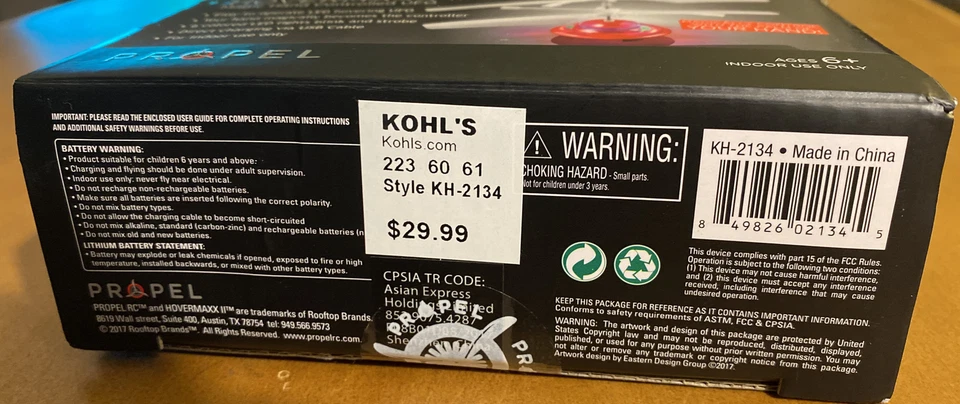 direct charging via USB Cable
For indoor use only
YOUR HAND!
PROPEL
AGES 6+
INDOOR USE ONLY
IMPORTANT: PLEASE READ THE ENCLOSED USER GUIDE FOR COMPLETE OPERATING INSTRUCTIONS
AND ADDITIONAL SAFETY WARNINGS BEFORE USE.
BATTERY WARNING:
• Product suitable for children 6 years and above:
• Charging and flying should be done under adult supervision.
• Indoor use only: never fly near electrical.
• Do not recharge non-rechargeable batteries.
• Make sure all batteries are inserted following the correct polarity.
• Do not mix battery types.
• Do not allow the charging cable to become short-circuited
• Do not mix alkaline, standard (carbon-zinc) and rechargeable batteries (n
• Do not mix old and new batteries.
LITHIUM BATTERY STATEMENT:
• Battery may explode or leak chemicals if opened, exposed to fire or high
temperature, installed backwards, or mixed with other battery types.
PROPEL
PROPEL RC™ and HOVERMAXX II™ are trademarks of Rooftop Brands.
8619 Wall street, Suite 400, Austin, TX 78754 tel: 949.566.9573
© 2017 Rooftop Brands™. All Rights Reserved. www.propelrc.com
KOHL'S
Kohls.com
223 60 61
Style KH-2134
$29.99
CPSIA TR CODE:
Asian Express
PROPEL
WARNING:
CHOKING HAZARD - Small parts.
Not for children under 3 years.
KH-2134 • Made in China
8 49826 02134 5
This device complies with part 15 of the FCC Rules.
Operation is subject to the following two conditions:
(1) This device may not cause harmful interference,
and (2) this device must accept any interference
received, including interference that may cause
undesired operation.
KEEP THIS PACKAGE FOR REFERENCE AS IT CONTAINS IMPORTANT INFORMATION.
Conforms to safety requirements of ASTM, FCC & CPSIA.
WARNING: The artwork and design of this package are protected by United
States Copyright law and may not be reproduced, distributed, displayed,
published, or used for any purpose without prior written permission. You may
not alter or remove any trademark or copyright notice from this package.
Artwork design by Eastern Design Group ©2017.